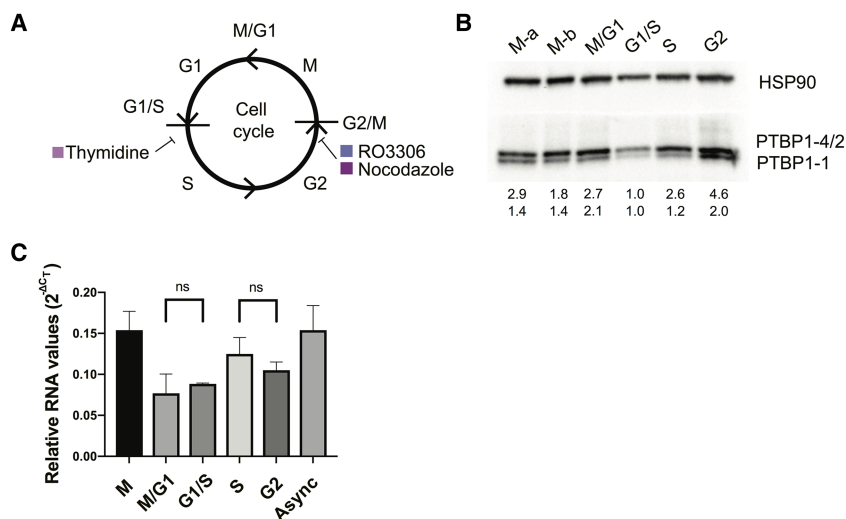 A
M/G1
G1
M
G1/S
Cell
cycle
G2/M
Thymidine
RO3306
Nocodazole
S
G2
B
M-a M-b M/G1 G1/S S G2
HSP90
PTBP1-4/2
PTBP1-1
2.9 1.8 2.7 1.0 2.6 4.6
1.4 1.4 2.1 1.0 1.2 2.0
C
Relative RNA values (2^-ΔCT)
ns ns
0.20
0.15
0.10
0.05
0.00
M M/G1 G1/S S G2 Async